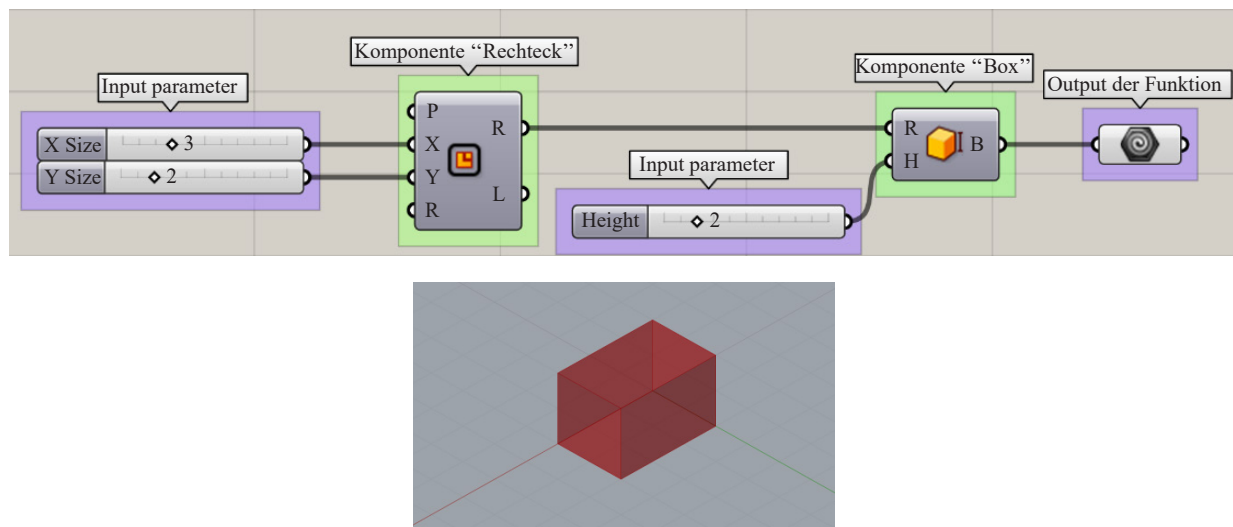 Komponente “Rechteck”
Input parameter
X Size 3
Y Size 2
P
X
Y
R
R
L
Input parameter
Height 2
Komponente “Box”
R
H
B
Output der Funktion